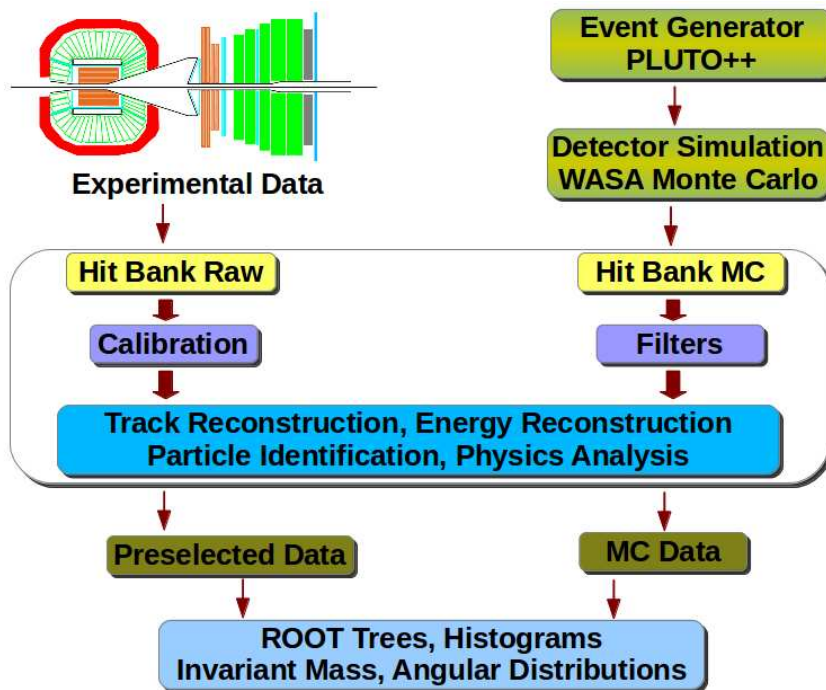 Event Generator
PLUTO++
Detector Simulation
WASA Monte Carlo
Experimental Data
Hit Bank Raw
Hit Bank MC
Calibration
Filters
Track Reconstruction, Energy Reconstruction
Particle Identification, Physics Analysis
Preselected Data
MC Data
ROOT Trees, Histograms
Invariant Mass, Angular Distributions